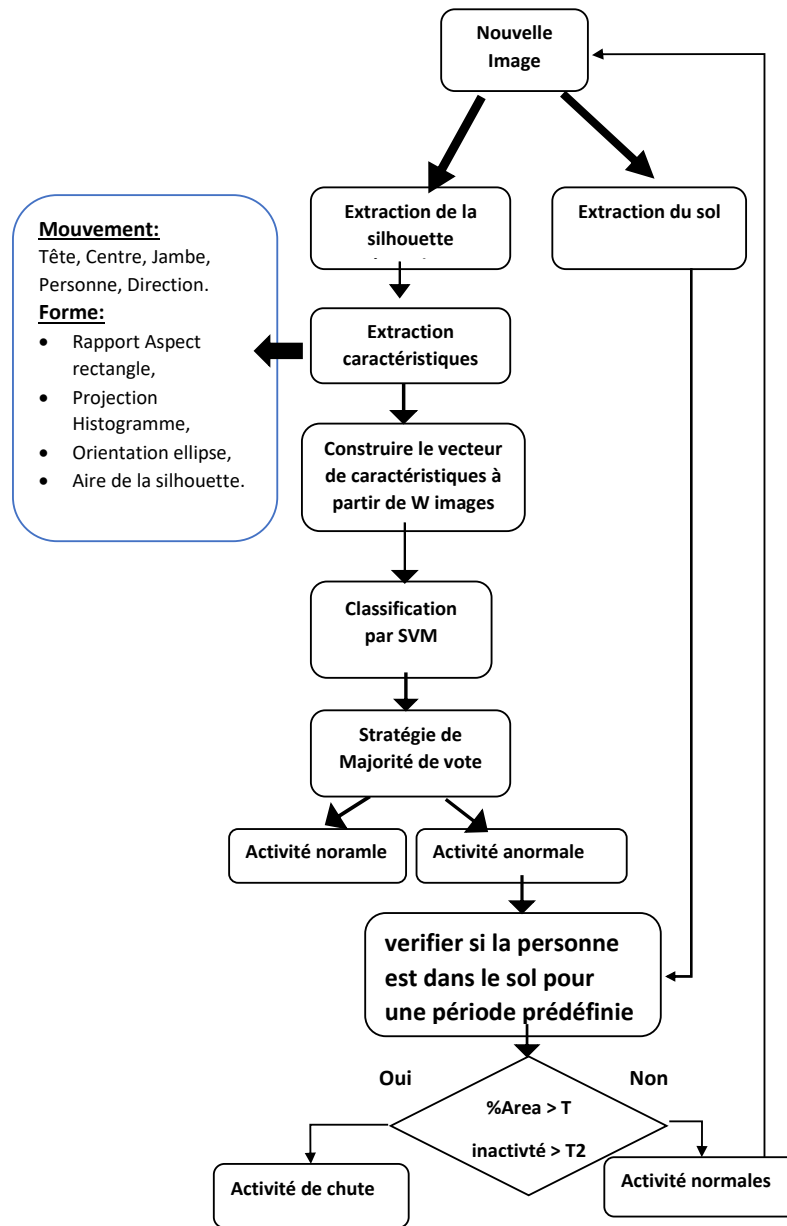 Nouvelle
Image
Extraction de la
silhouette
Extraction du sol
Mouvement:
Tête, Centre, Jambe,
Personne, Direction.
Forme:
• Rapport Aspect
rectangle,
• Projection
Histogramme,
• Orientation ellipse,
• Aire de la silhouette.
Extraction
caractéristiques
Construire le vecteur
de caractéristiques à
partir de W images
Classification
par SVM
Stratégie de
Majorité de vote
Activité noramle
Activité anormale
verifier si la personne
est dans le sol pour
une période prédéfinie
Oui
Non
%Area > T
inactivté > T2
Activité de chute
Activité normales